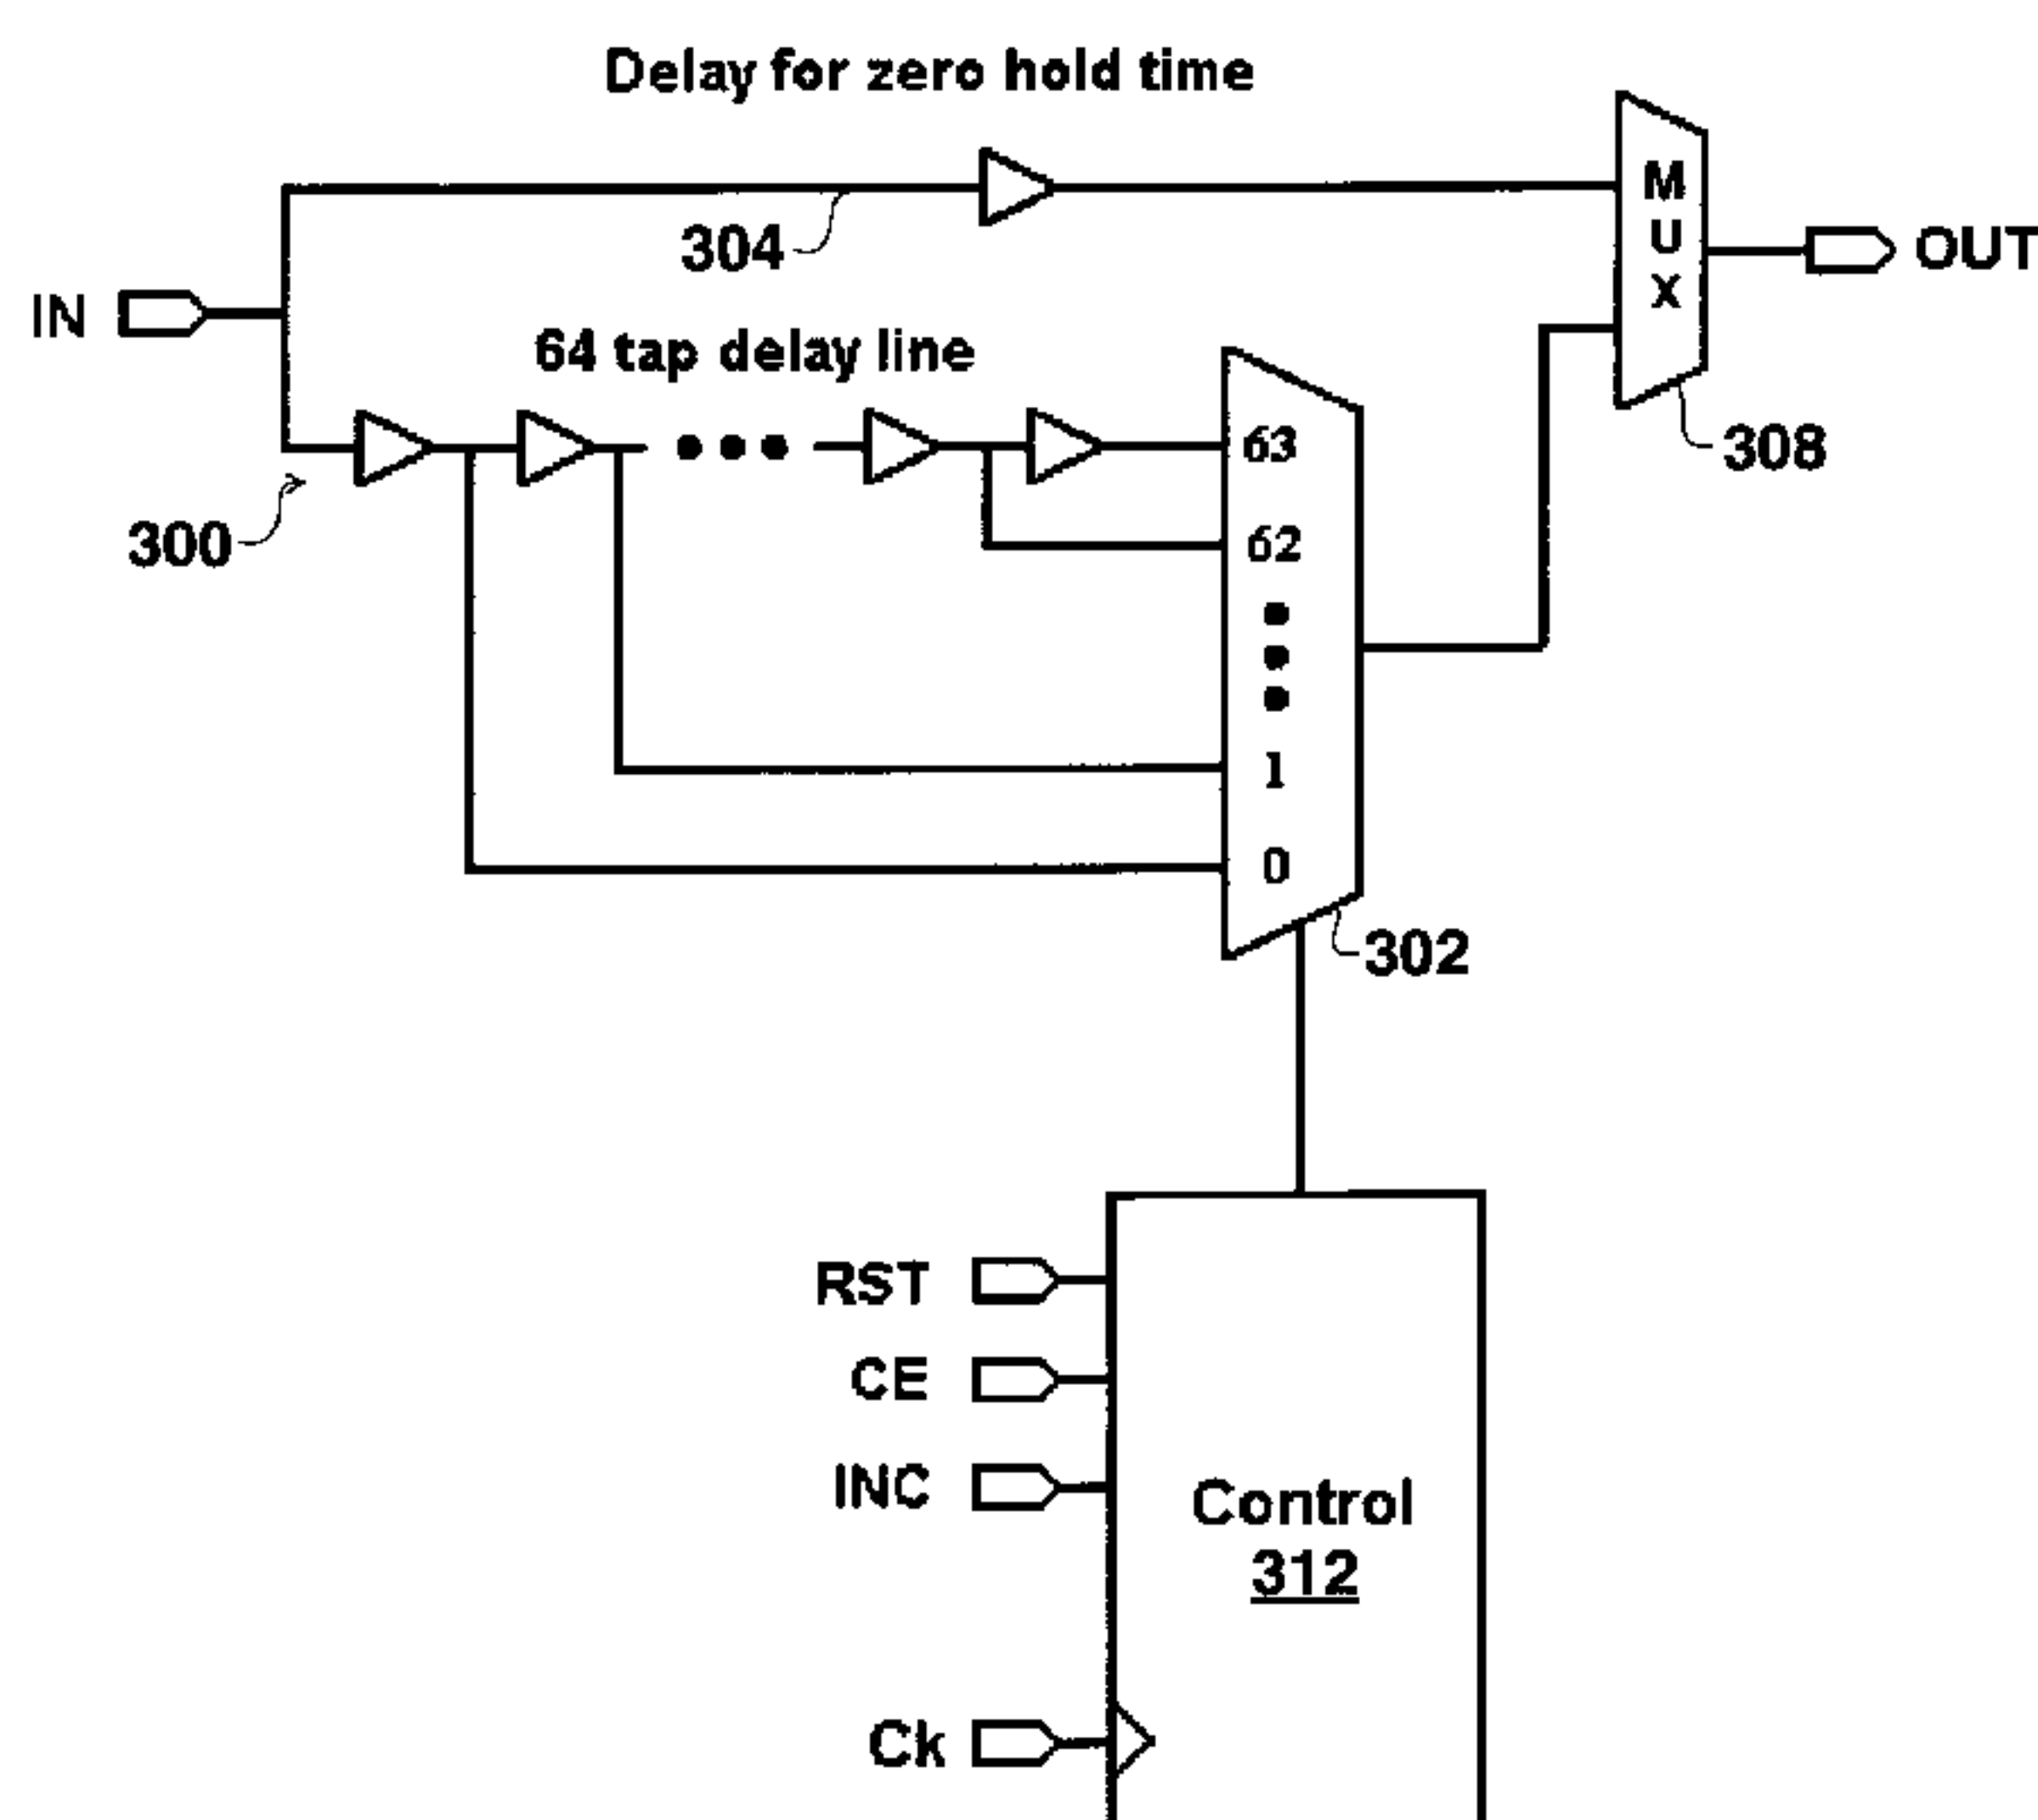 Delay for zero hold time
M
U
X
304
OUT
IN
64 tap delay line
63
308
300
62
1
0
302
RST
CE
INC
Control
312
Ck